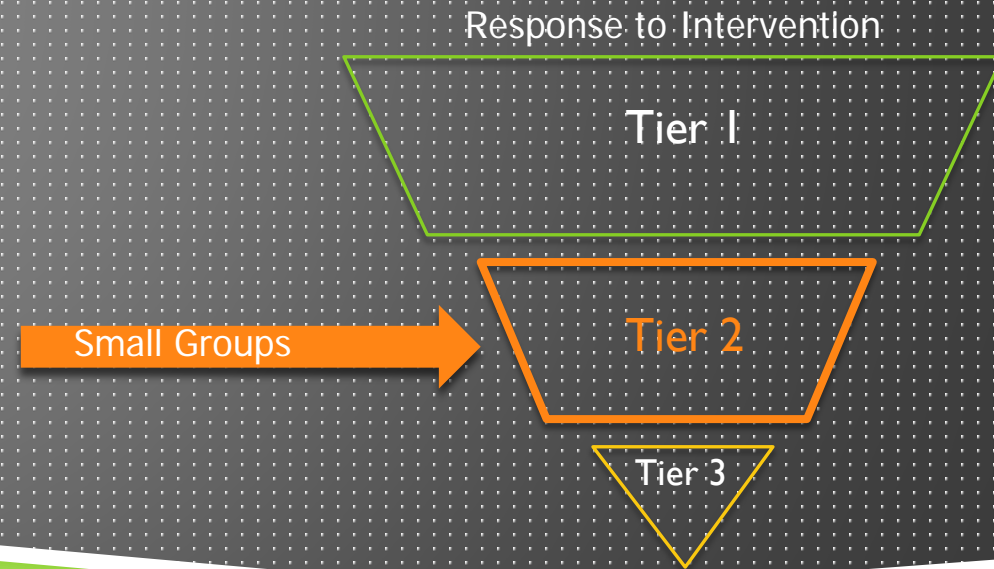 Response to Intervention
Tier 1
Small Groups
Tier 2
Tier 3